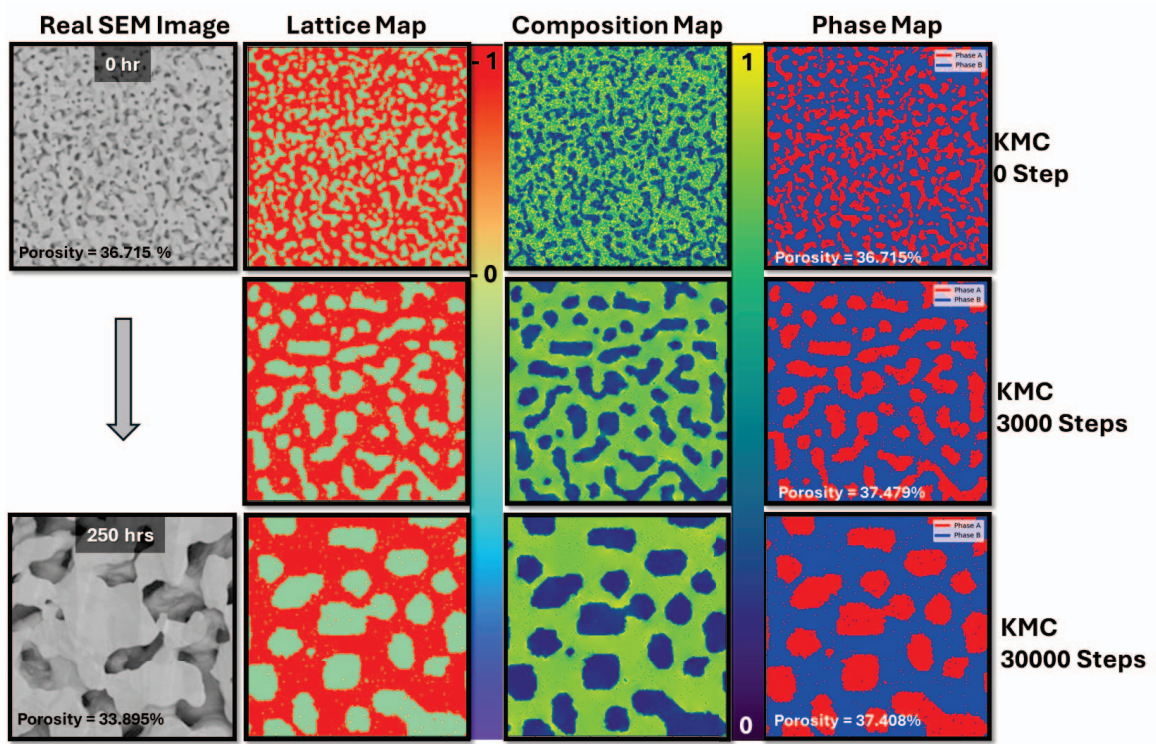 Real SEM Image
Lattice Map
Composition Map
Phase Map
0 hr
Porosity = 36.715 %
1
1
Phase A
Phase B
Porosity = 36.715%
KMC
0 Step
0
Phase A
Phase B
Porosity = 37.479%
KMC
3000 Steps
250 hrs
Porosity = 33.895%
0
Phase A
Phase B
Porosity = 37.408%
KMC
30000 Steps